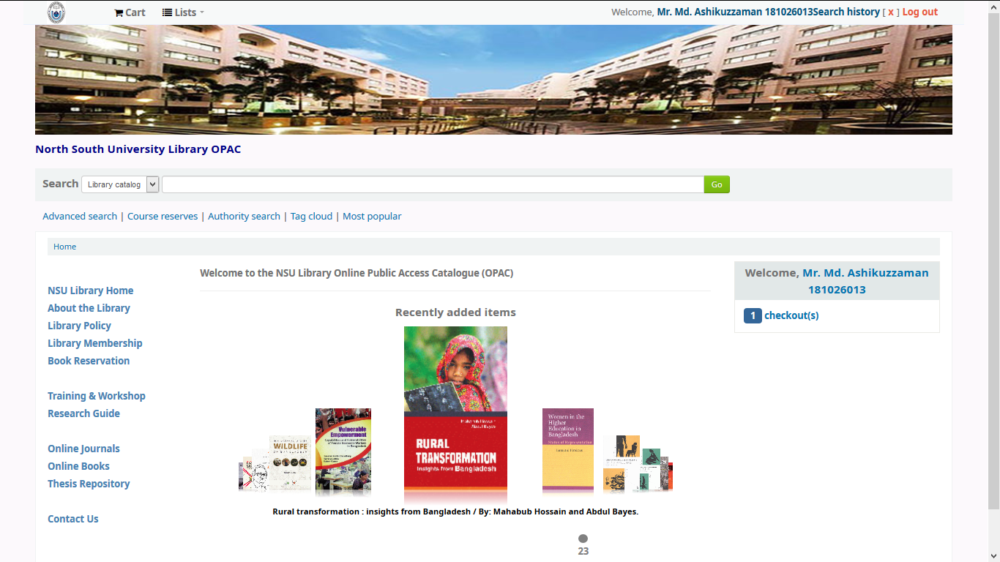 Cart
Lists
Welcome, Mr. Md. Ashikuzzaman 181026013Search history [ x ] Log out
North South University Library OPAC
Search
Library catalog
Go
Advanced search | Course reserves | Authority search | Tag cloud | Most popular
Home
NSU Library Home
About the Library
Library Policy
Library Membership
Book Reservation
Training & Workshop
Research Guide
Online Journals
Online Books
Thesis Repository
Contact Us
Welcome to the NSU Library Online Public Access Catalogue (OPAC)
Recently added items
WILDLIFE
Vulnerable
Empowerment
Mahabub Hossain
Abdul Bayes
RURAL
TRANSFORMATION
Insights from Bangladesh
Women in the
Higher
Education in
Bangladesh
Rural transformation : insights from Bangladesh / By: Mahabub Hossain and Abdul Bayes.
23
Welcome, Mr. Md. Ashikuzzaman
181026013
1 checkout(s)